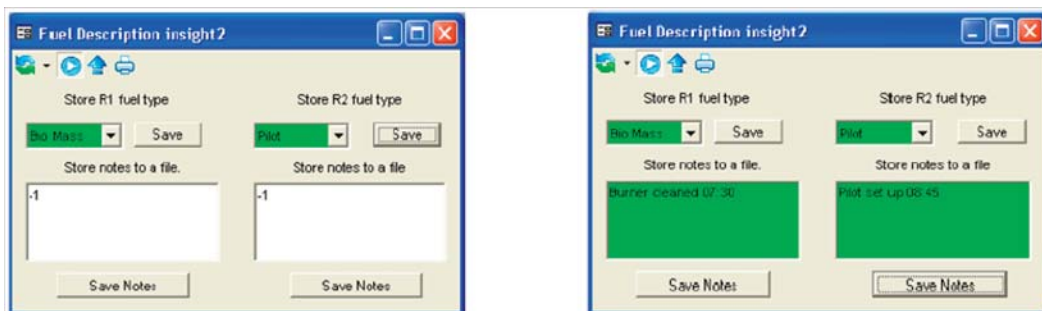 Fuel Description insight2
Store R1 fuel type Store R2 fuel type
Bio Mass Save Pilot Save
Store notes to a file. Store notes to a file
-1 -1
Save Notes Save Notes
Fuel Description insight2
Store R1 fuel type Store R2 fuel type
Bio Mass Save Pilot Save
Store notes to a file. Store notes to a file
Burner cleaned 07:30 Pilot set up 08:45
Save Notes Save Notes